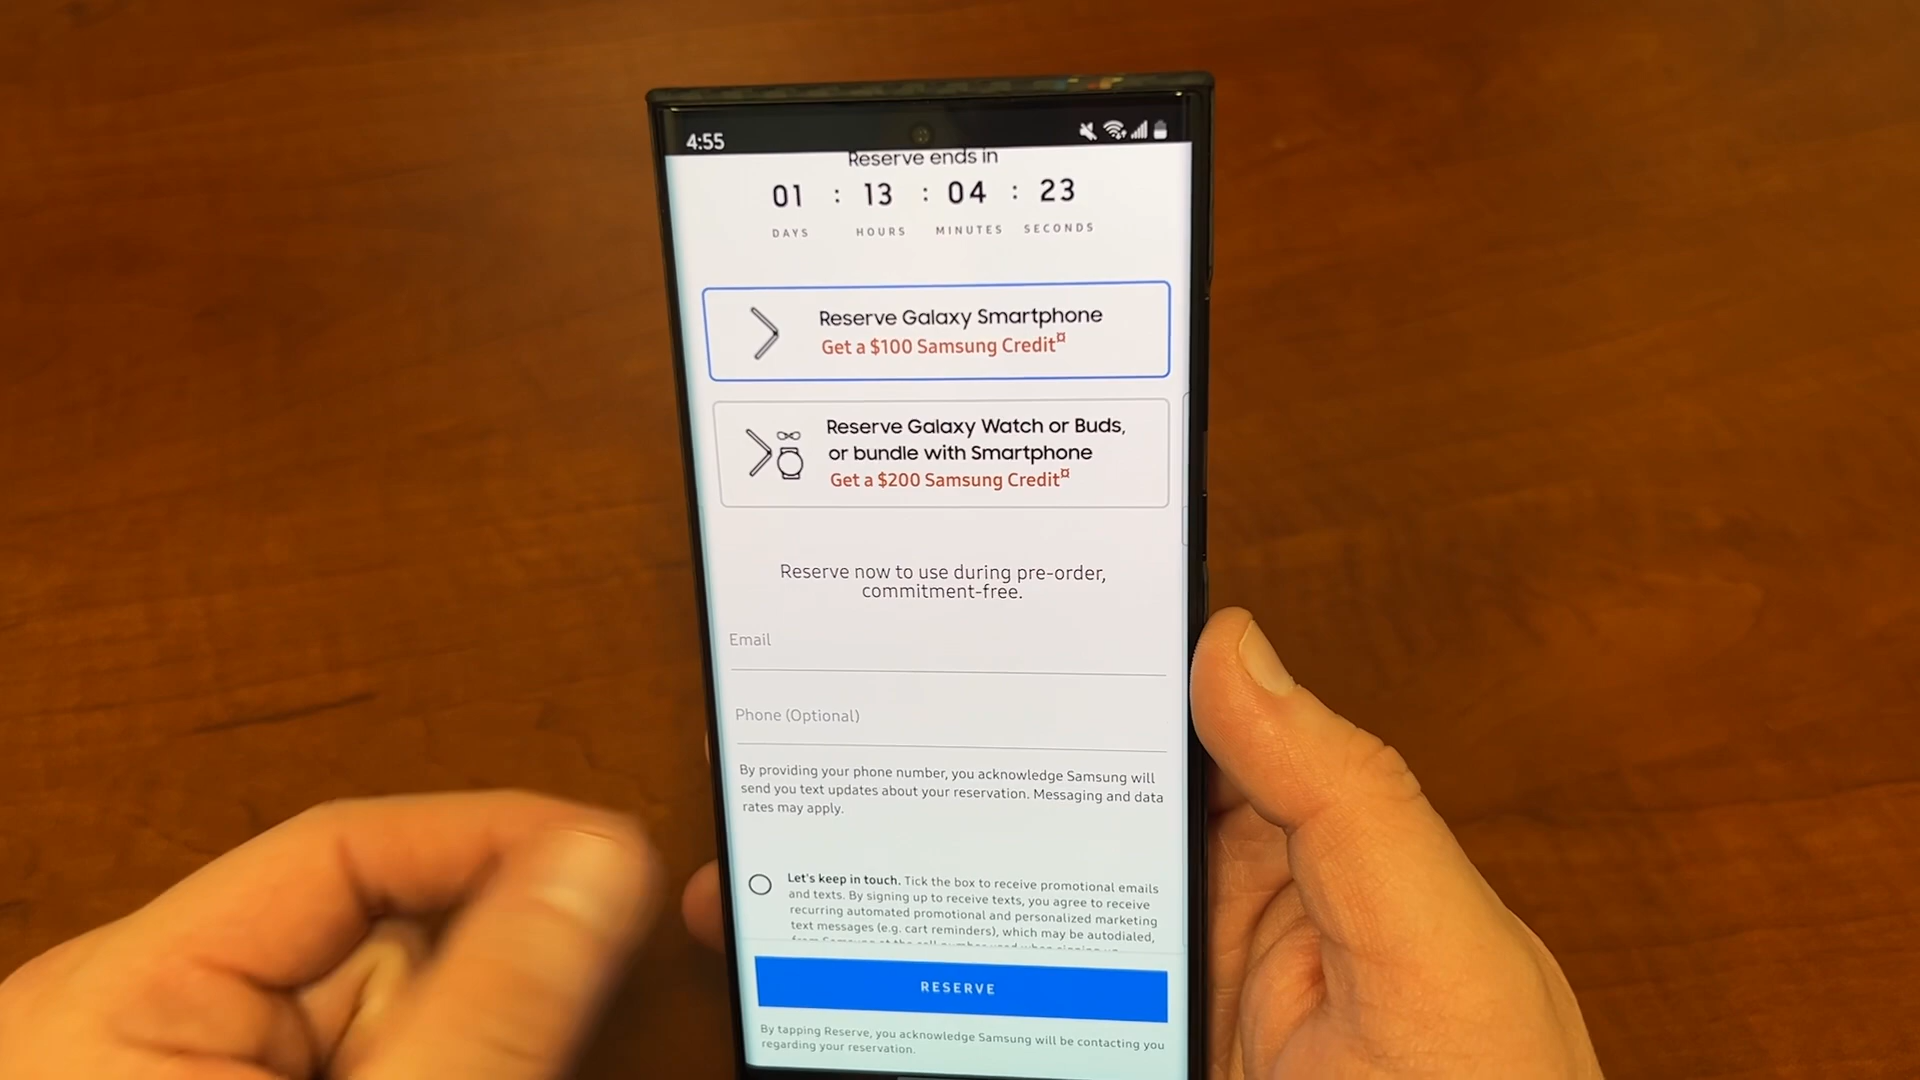 4:55
Reserve ends in
01 : 13 : 04 : 23
DAYS HOURS MINUTES SECONDS
Reserve Galaxy Smartphone
Get a $100 Samsung Credit¤
Reserve Galaxy Watch or Buds,
or bundle with Smartphone
Get a $200 Samsung Credit¤
Reserve now to use during pre-order,
commitment-free.
Email
Phone (Optional)
By providing your phone number, you acknowledge Samsung will
send you text updates about your reservation. Messaging and data
rates may apply.
Let's keep in touch. Tick the box to receive promotional emails
and texts. By signing up to receive texts, you agree to receive
recurring automated promotional and personalized marketing
text messages (e.g. cart reminders), which may be autodialed,
RESERVE
By tapping Reserve, you acknowledge Samsung will be contacting you
regarding your reservation.